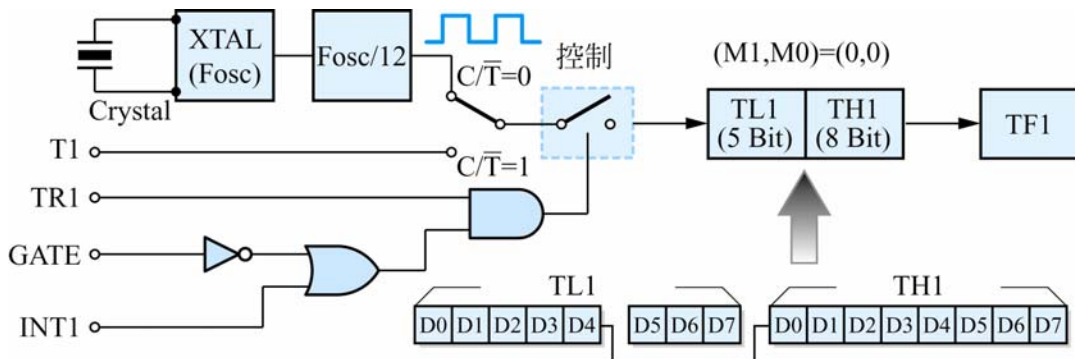 XTAL
(Fosc)
Fosc/12
Crystal
C/T̅=0
控制
(M1,M0)=(0,0)
TL1
(5 Bit)
TH1
(8 Bit)
TF1
T1
C/T̅=1
TR1
GATE
INT1
TL1
TH1
D0 D1 D2 D3 D4
D5 D6 D7
D0 D1 D2 D3 D4 D5 D6 D7